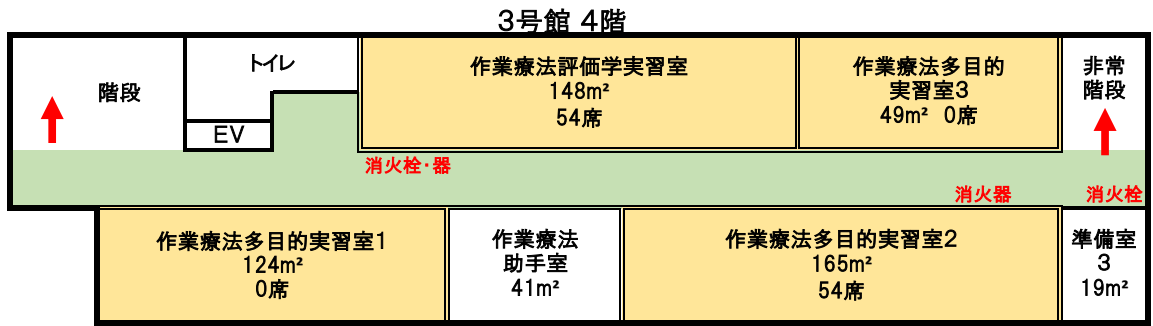 3号館 4階
階段
トイレ
EV
作業療法評価学実習室
148m²
54席
作業療法多目的
実習室3
49m² 0席
非常
階段
消火栓・器
消火器
消火栓
作業療法多目的実習室1
124m²
0席
作業療法
助手室
41m²
作業療法多目的実習室2
165m²
54席
準備室
3
19m²